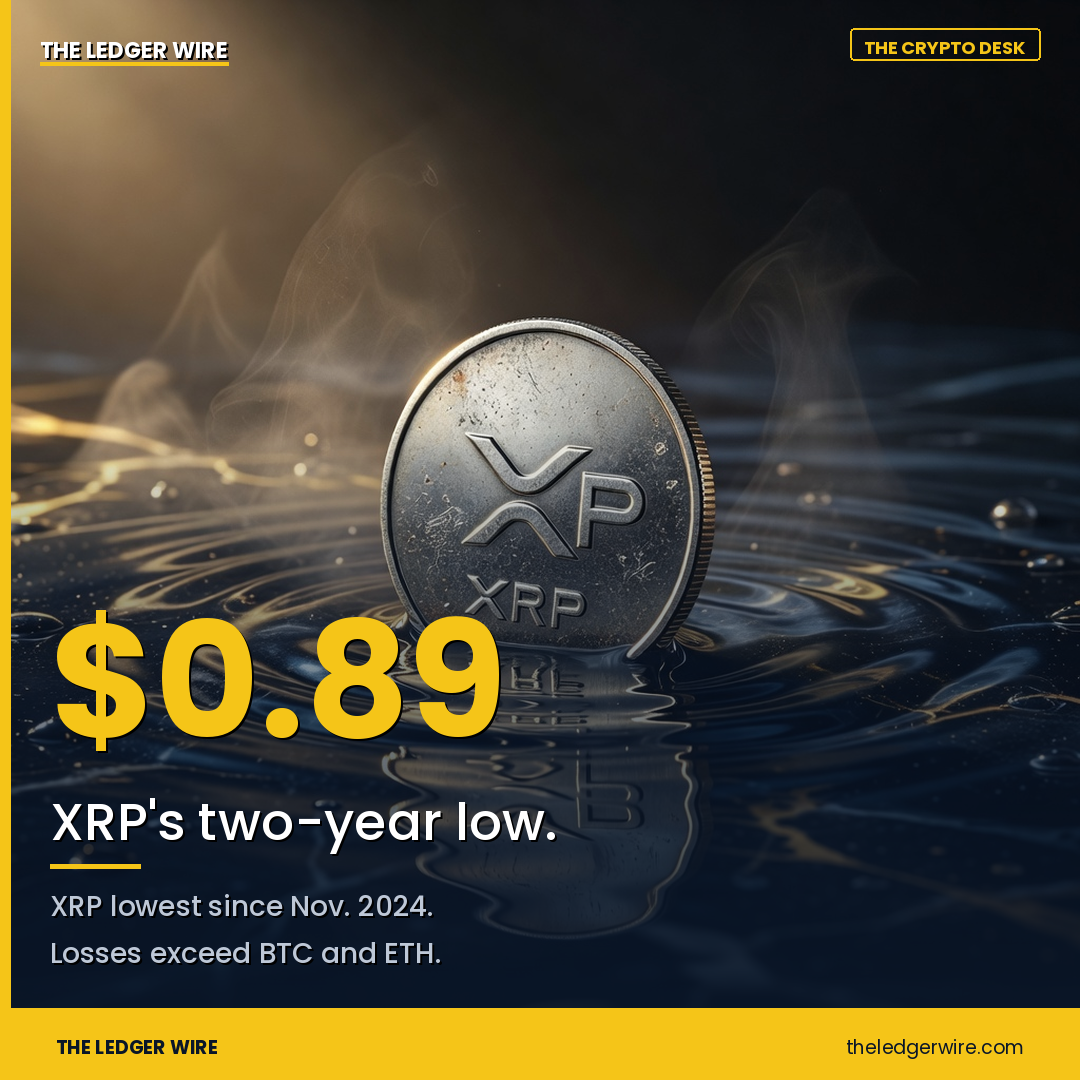 THE LEDGER WIRE
THE CRYPTO DESK
XP
XRP
$0.89
XRP's two-year low.
XRP lowest since Nov. 2024.
Losses exceed BTC and ETH.
THE LEDGER WIRE
theledgerwire.com